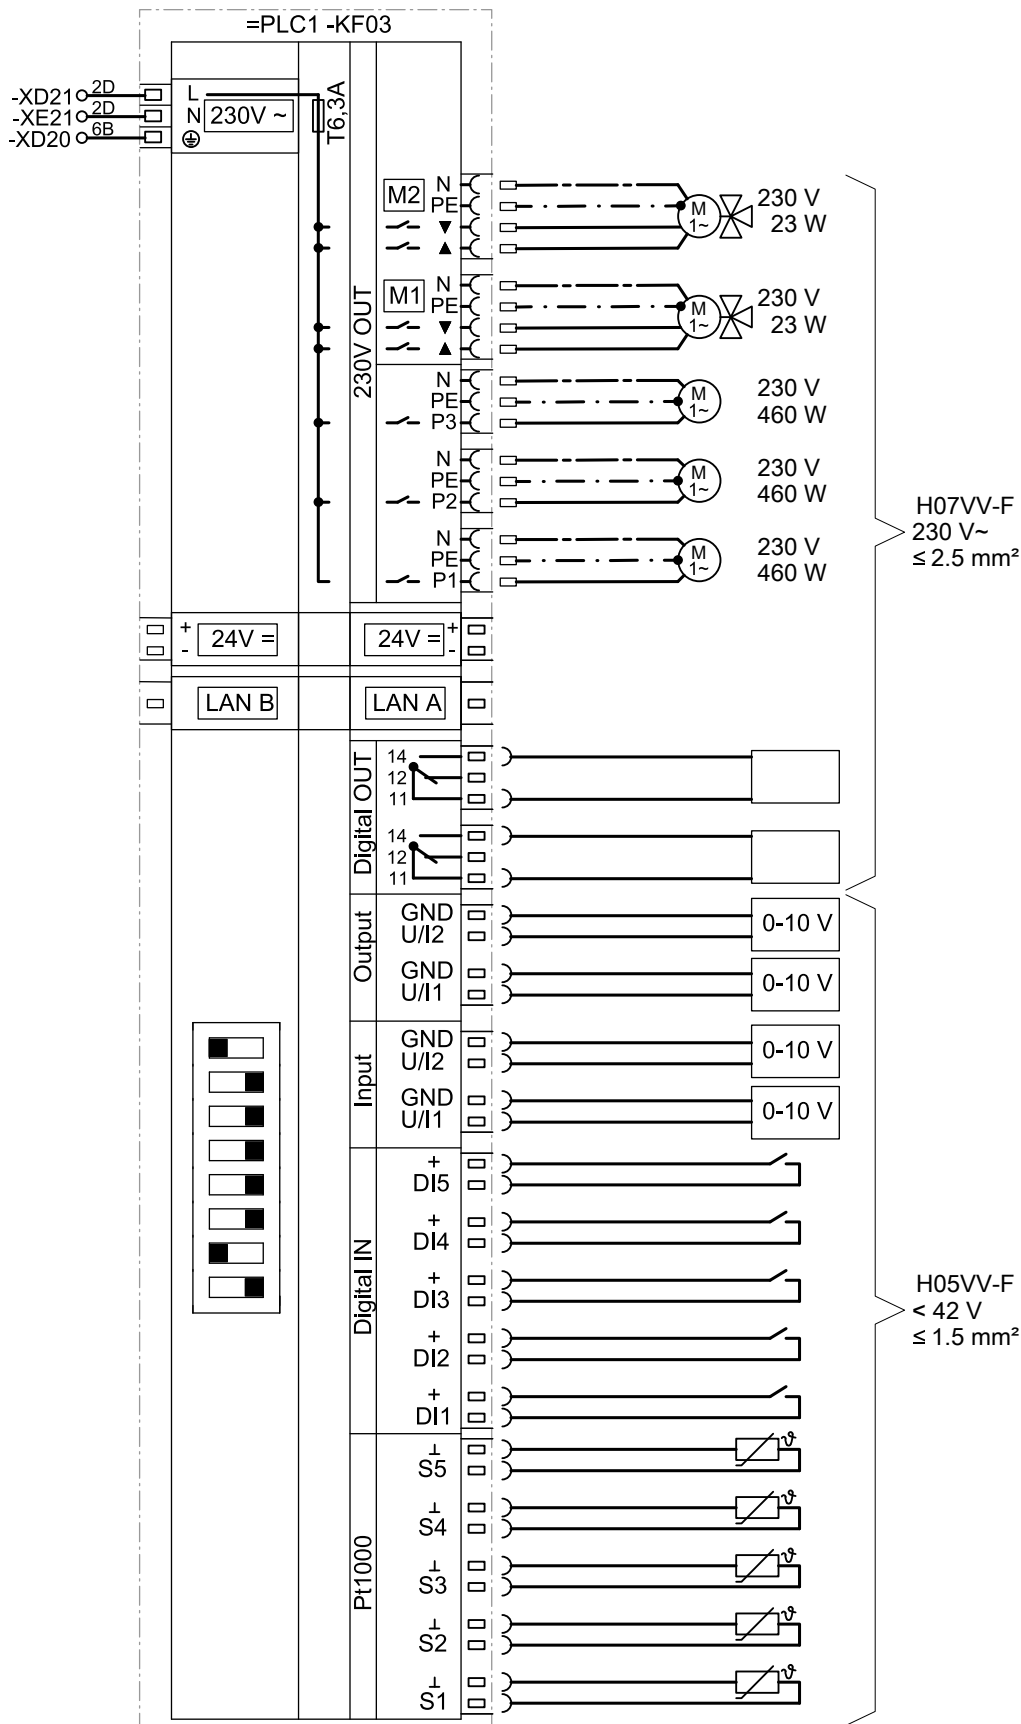 =PLC1 -KF03
-XD21 2D
-XE21 2D
-XD20 6B
L
N
230V ~
T6,3A
230V OUT
M2
N
PE
M
1~
230 V
23 W
M1
N
PE
M
1~
230 V
23 W
N
PE
P3
M
1~
230 V
460 W
N
PE
P2
M
1~
230 V
460 W
N
PE
P1
M
1~
230 V
460 W
H07VV-F
230 V~
≤ 2.5 mm²
+
-
24V =
24V =
+
-
LAN B
LAN A
Digital OUT
14
12
11
14
12
11
Output
GND
U/I2
0-10 V
GND
U/I1
0-10 V
Input
GND
U/I2
0-10 V
GND
U/I1
0-10 V
Digital IN
+
DI5
+
DI4
+
DI3
+
DI2
+
DI1
H05VV-F
< 42 V
≤ 1.5 mm²
Pt1000
⊥
S5
ϑ
⊥
S4
ϑ
⊥
S3
ϑ
⊥
S2
ϑ
⊥
S1
ϑ